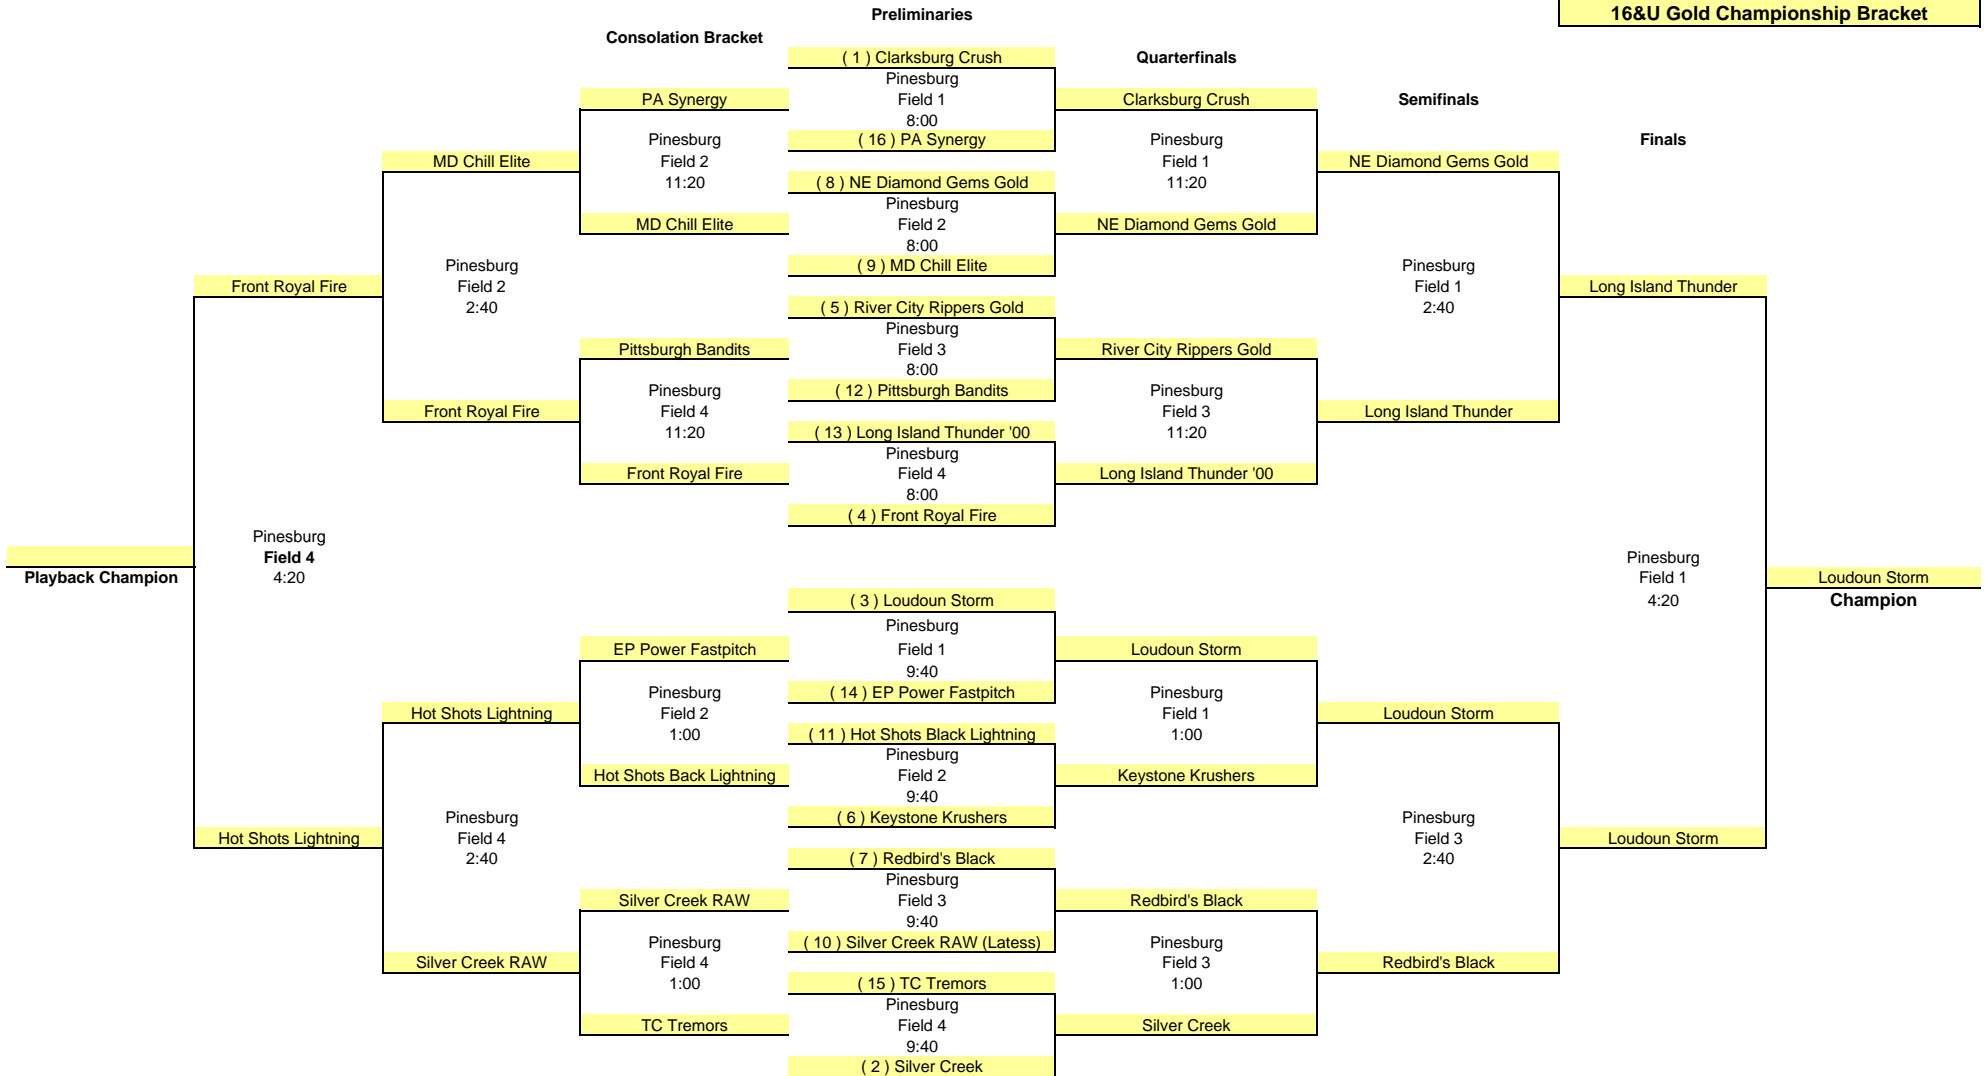 Preliminaries
16&U Gold Championship Bracket
Consolation Bracket
( 1 ) Clarksburg Crush
Quarterfinals
Pinesburg
PA Synergy
Field 1
Clarksburg Crush
Semifinals
8:00
Pinesburg
( 16 ) PA Synergy
Pinesburg
Finals
MD Chill Elite
Field 2
Field 1
NE Diamond Gems Gold
11:20
( 8 ) NE Diamond Gems Gold
11:20
Pinesburg
MD Chill Elite
Field 2
NE Diamond Gems Gold
8:00
Pinesburg
( 9 ) MD Chill Elite
Pinesburg
Front Royal Fire
Field 2
Field 1
Long Island Thunder
2:40
( 5 ) River City Rippers Gold
2:40
Pinesburg
Pittsburgh Bandits
Field 3
River City Rippers Gold
8:00
Pinesburg
( 12 ) Pittsburgh Bandits
Pinesburg
Front Royal Fire
Field 4
Field 3
Long Island Thunder
11:20
( 13 ) Long Island Thunder '00
11:20
Pinesburg
Front Royal Fire
Field 4
Long Island Thunder '00
8:00
( 4 ) Front Royal Fire
Pinesburg
Field 4
Pinesburg
Playback Champion
4:20
Field 1
Loudoun Storm
( 3 ) Loudoun Storm
4:20
Champion
Pinesburg
EP Power Fastpitch
Field 1
Loudoun Storm
9:40
Pinesburg
( 14 ) EP Power Fastpitch
Pinesburg
Hot Shots Lightning
Field 2
Field 1
Loudoun Storm
1:00
( 11 ) Hot Shots Black Lightning
1:00
Pinesburg
Hot Shots Back Lightning
Field 2
Keystone Krushers
9:40
Pinesburg
( 6 ) Keystone Krushers
Pinesburg
Hot Shots Lightning
Field 4
Field 3
Loudoun Storm
2:40
( 7 ) Redbird's Black
2:40
Pinesburg
Silver Creek RAW
Field 3
Redbird's Black
9:40
Pinesburg
( 10 ) Silver Creek RAW (Latess)
Pinesburg
Silver Creek RAW
Field 4
Field 3
Redbird's Black
1:00
( 15 ) TC Tremors
1:00
Pinesburg
TC Tremors
Field 4
Silver Creek
9:40
( 2 ) Silver Creek